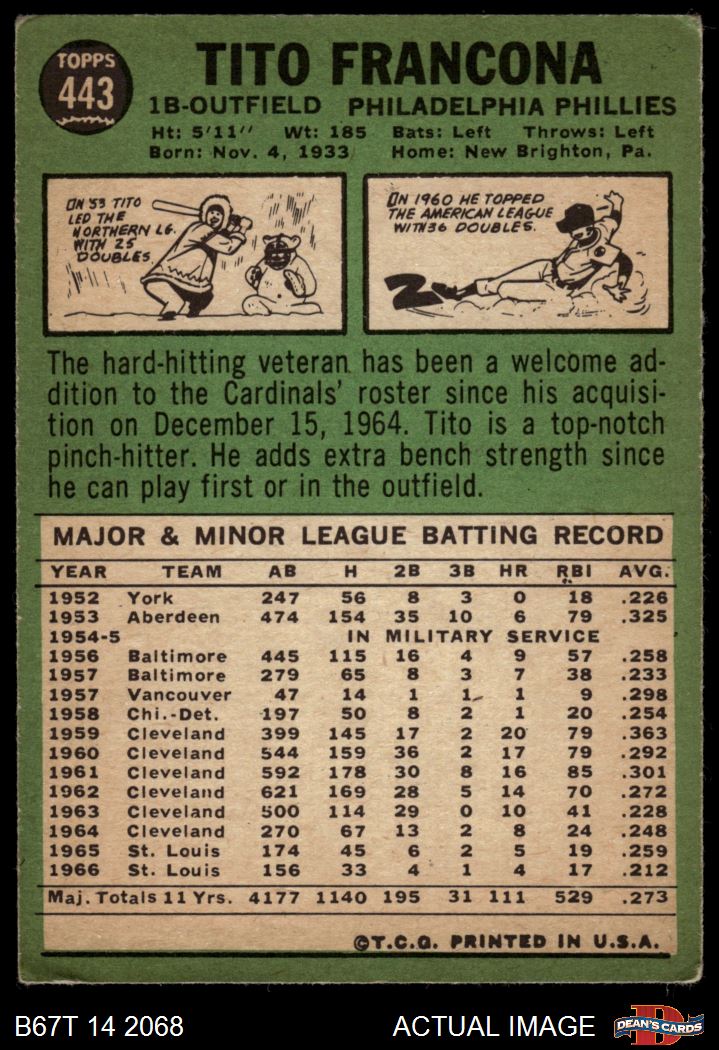 TOPPS
443
TITO FRANCONA
1B-OUTFIELD PHILADELPHIA PHILLIES
Ht: 5'11" Wt: 185 Bats: Left Throws: Left
Born: Nov. 4, 1933 Home: New Brighton, Pa.
IN '53 TITO
LED THE
NORTHERN LG.
WITH 25
DOUBLES.
IN 1960 HE TOPPED
THE AMERICAN LEAGUE
WITH 36 DOUBLES.
2
The hard-hitting veteran has been a welcome ad-
dition to the Cardinals' roster since his acquisi-
tion on December 15, 1964. Tito is a top-notch
pinch-hitter. He adds extra bench strength since
he can play first or in the outfield.
MAJOR & MINOR LEAGUE BATTING RECORD
YEAR TEAM AB H 2B 3B HR RBI AVG.
1952 York 247 56 8 3 0 18 .226
1953 Aberdeen 474 154 35 10 6 79 .325
1954-5 IN MILITARY SERVICE
1956 Baltimore 445 115 16 4 9 57 .258
1957 Baltimore 279 65 8 3 7 38 .233
1957 Vancouver 47 14 1 1 1 9 .298
1958 Chi.-Det. 197 50 8 2 1 20 .254
1959 Cleveland 399 145 17 2 20 79 .363
1960 Cleveland 544 159 36 2 17 79 .292
1961 Cleveland 592 178 30 8 16 85 .301
1962 Cleveland 621 169 28 5 14 70 .272
1963 Cleveland 500 114 29 0 10 41 .228
1964 Cleveland 270 67 13 2 8 24 .248
1965 St. Louis 174 45 6 2 5 19 .259
1966 St. Louis 156 33 4 1 4 17 .212
Maj. Totals 11 Yrs. 4177 1140 195 31 111 529 .273
©T.C.G. PRINTED IN U.S.A.
B67T 14 2068 ACTUAL IMAGE
D
DEAN'S CARDS